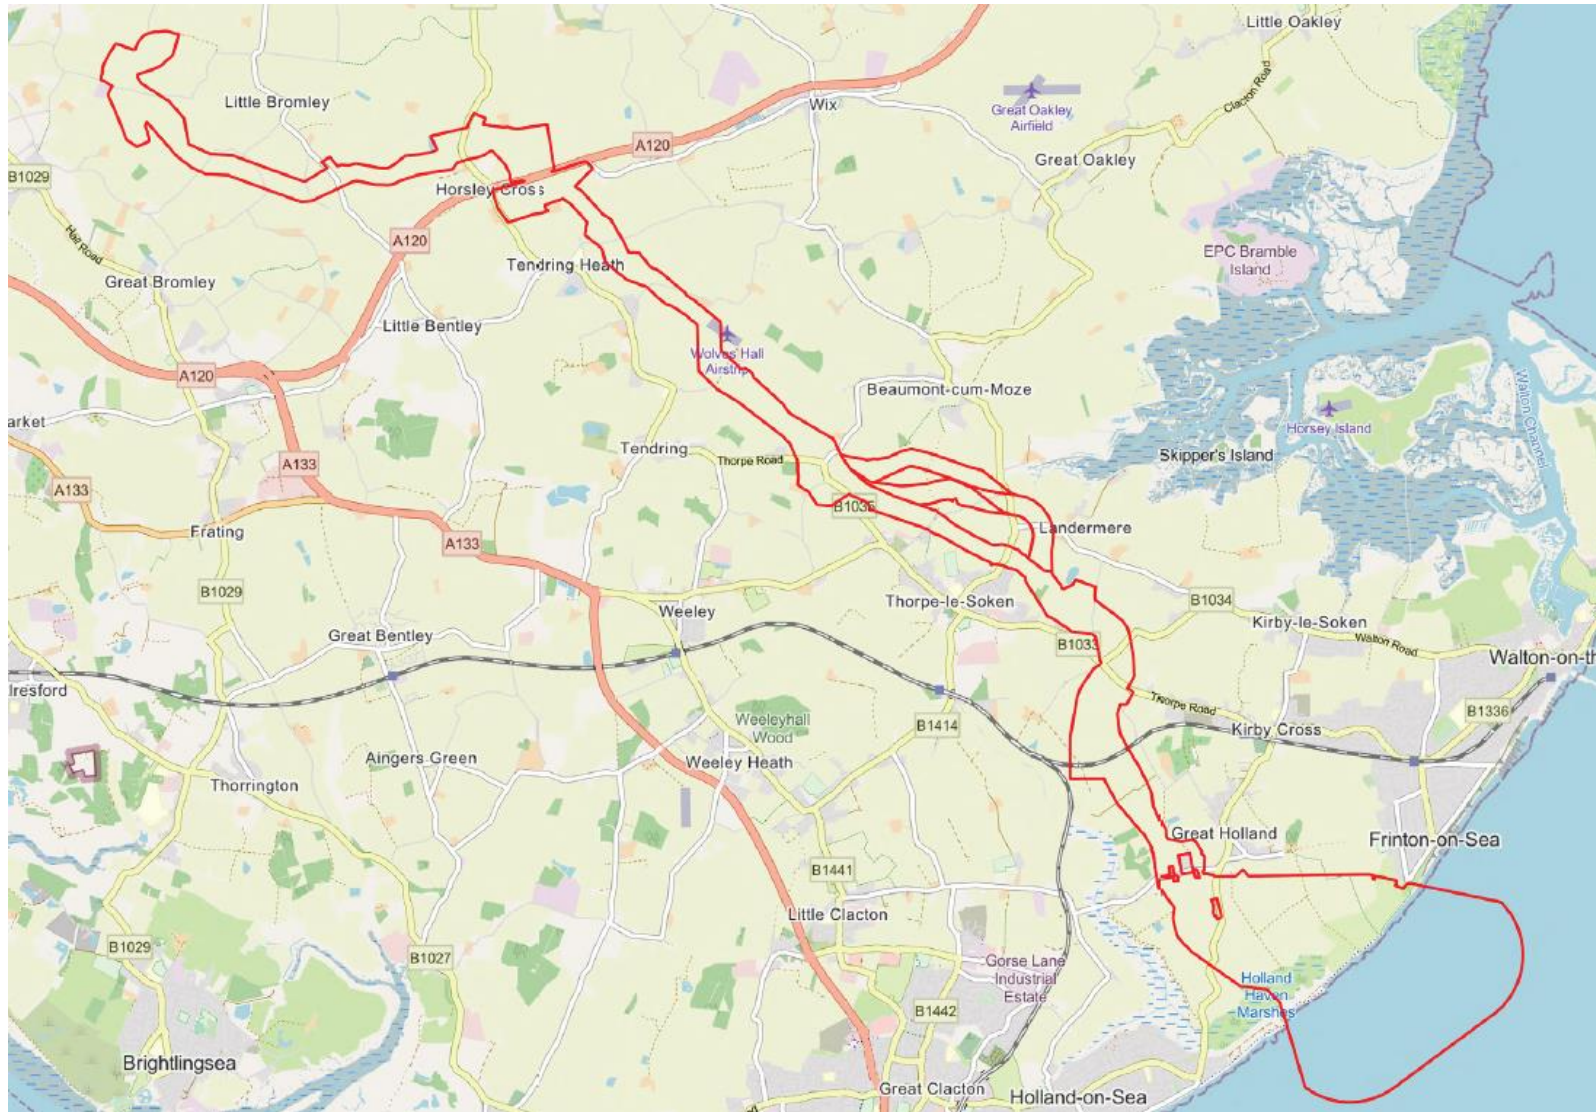 Little Oakley
Little Bromley
Wix
Great Oakley
Airfield
Clacton Road
A120
Great Oakley
B1029
Horsley Cross
Hall Road
A120
EPC Bramble
Island
Tendring Heath
Great Bromley
Little Bentley
Wolves Hall
Airstrip
A120
Walton Channel
Beaumont-cum-Moze
arket
Horsey Island
Tendring
Thorpe Road
Skipper's Island
A133
A133
B1035
Landermere
Frating
A133
B1029
Thorpe-le-Soken
B1034
Weeley
Kirby-le-Soken
Great Bentley
B1033
Walton Road
Walton-on-th
lresford
Thorpe Road
B1336
Weeleyhall
Wood
B1414
Kirby Cross
Aingers Green
Weeley Heath
Thorrington
Great Holland
Frinton-on-Sea
B1441
Little Clacton
B1029
B1027
Gorse Lane
Industrial
Estate
Holland
Haven
Marshes
B1442
Brightlingsea
Great Clacton
Holland-on-Sea